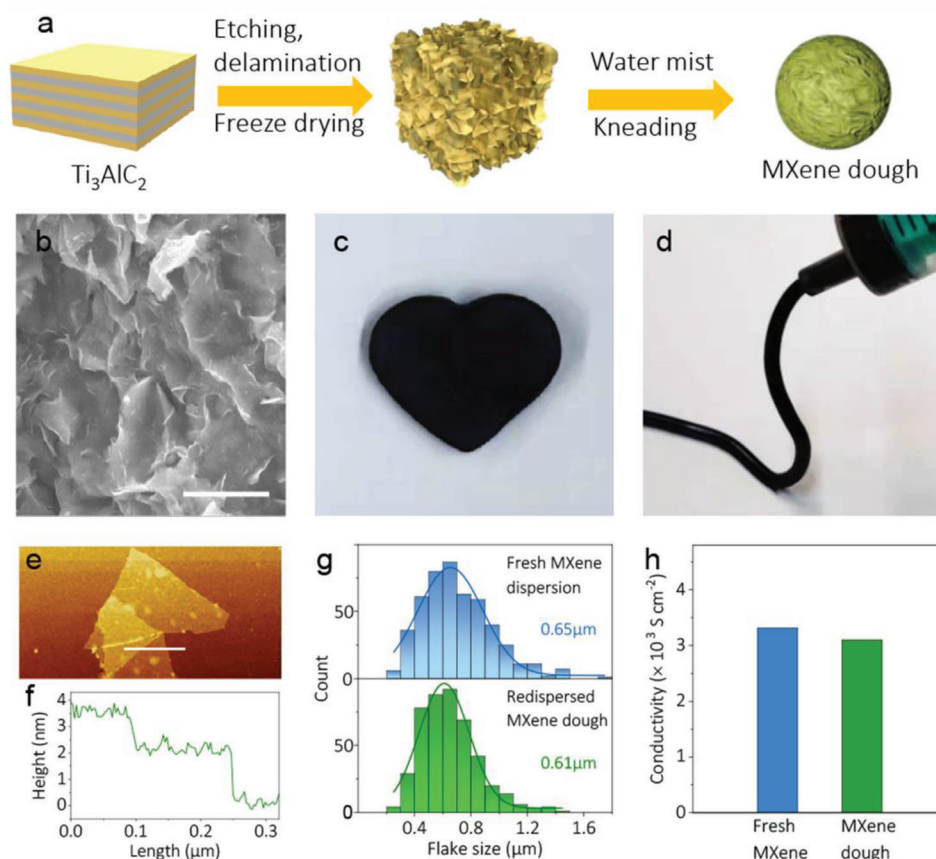 a
Etching,
delamination
Freeze drying
Water mist
Kneading
Ti₃AlC₂
MXene dough
b
c
d
e
f
Height (nm)
4
3
2
1
0
0.0 0.1 0.2 0.3
Length (μm)
g
Count
50
0
Fresh MXene
dispersion
0.65μm
50
0
Redispersed
MXene dough
0.61μm
0.4 0.8 1.2 1.6
Flake size (μm)
h
Conductivity (× 10³ S cm⁻²)
4
3
2
1
0
Fresh
MXene
MXene
dough